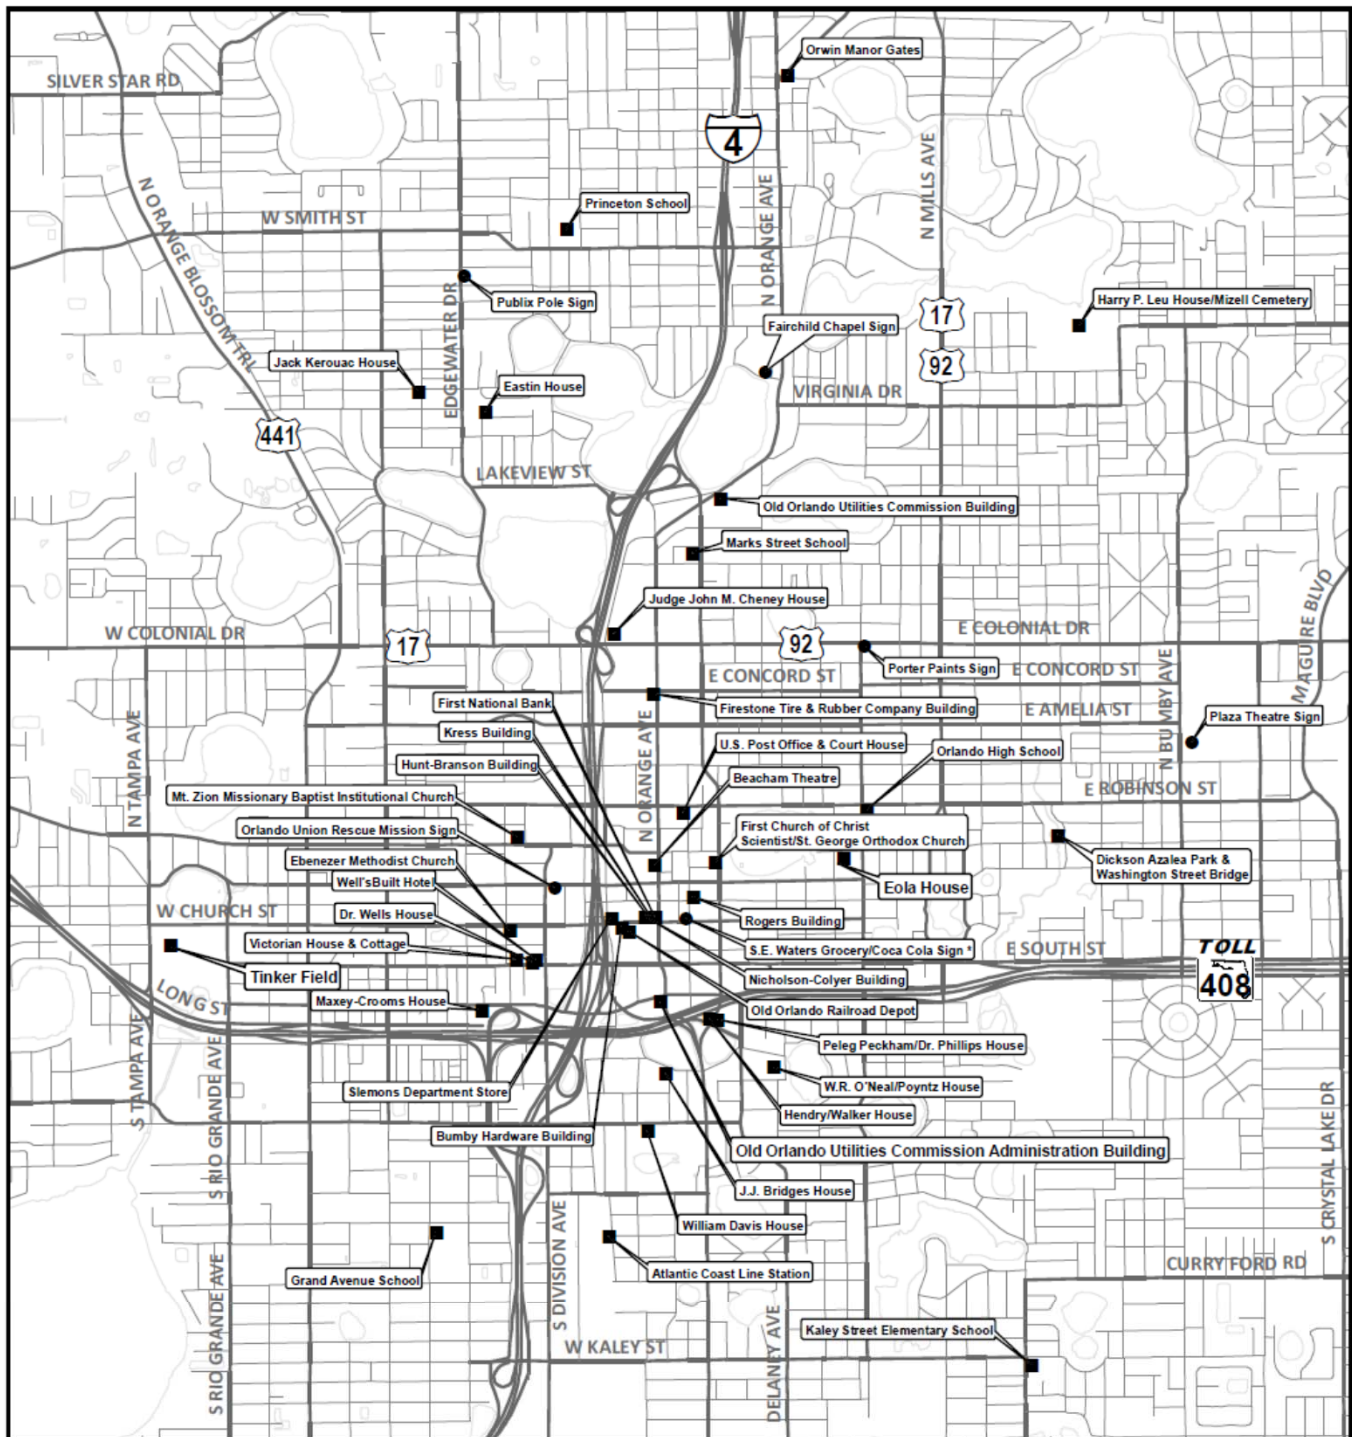 Orwin Manor Gates
SILVER STAR RD
4
N MILLS AVE
N ORANGE BLOSSOM TRL
N ORANGE AVE
Princeton School
W SMITH ST
Publix Pole Sign
EDGEWATER DR
Harry P. Leu House/Mizell Cemetery
17
Fairchild Chapel Sign
92
Jack Kerouac House
Eastin House
VIRGINIA DR
441
LAKEVIEW ST
Old Orlando Utilities Commission Building
Marks Street School
MAGUIRE BLVD
Judge John M. Cheney House
W COLONIAL DR
17
92
E COLONIAL DR
Porter Paints Sign
E CONCORD ST
E CONCORD ST
N BUMBY AVE
First National Bank
Firestone Tire & Rubber Company Building
E AMELIA ST
Plaza Theatre Sign
N TAMPA AVE
N ORANGE AVE
Kress Building
U.S. Post Office & Court House
Orlando High School
Hunt-Branson Building
Beacham Theatre
E ROBINSON ST
Mt. Zion Missionary Baptist Institutional Church
Orlando Union Rescue Mission Sign
First Church of Christ
Scientist/St. George Orthodox Church
Ebenezer Methodist Church
Dickson Azalea Park &
Washington Street Bridge
Well'sBuilt Hotel
Eola House
W CHURCH ST
Dr. Wells House
Rogers Building
Victorian House & Cottage
S.E. Waters Grocery/Coca Cola Sign *
E SOUTH ST
TOLL
408
Tinker Field
Nicholson-Colyer Building
LONG ST
Maxey-Crooms House
Old Orlando Railroad Depot
S TAMPA AVE
S RIO GRANDE AVE
Peleg Peckham/Dr. Phillips House
Slemons Department Store
W.R. O'Neal/Poyntz House
Hendry/Walker House
Bumby Hardware Building
Old Orlando Utilities Commission Administration Building
S CRYSTAL LAKE DR
J.J. Bridges House
William Davis House
S DIVISION AVE
Grand Avenue School
Atlantic Coast Line Station
CURRY FORD RD
S RIO GRANDE AVE
Kaley Street Elementary School
W KALEY ST
DELANEY AVE